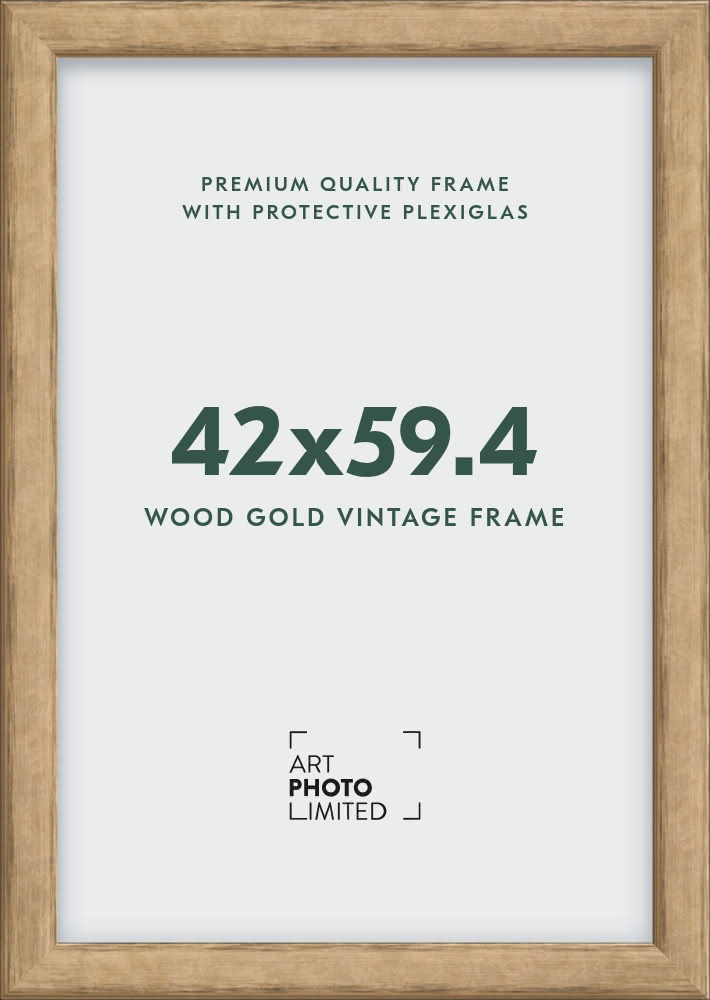 PREMIUM QUALITY FRAME
WITH PROTECTIVE PLEXIGLAS
42x59.4
WOOD GOLD VINTAGE FRAME
ART
PHOTO
LIMITED